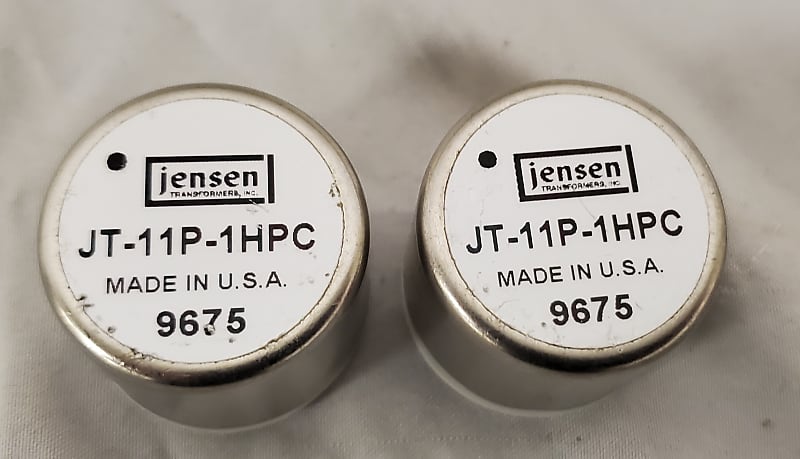 jensen
TRANSFORMERS, INC.
JT-11P-1HPC
MADE IN U.S.A.
9675
jensen
TRANSFORMERS, INC.
JT-11P-1HPC
MADE IN U.S.A.
9675